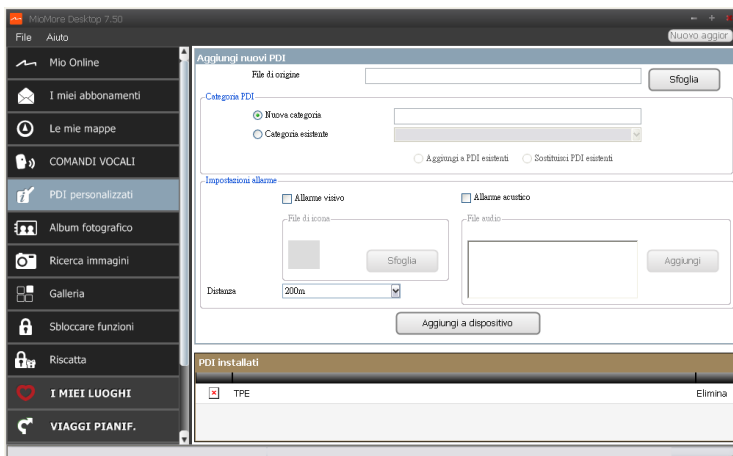 MioMore Desktop 7.50
File Aiuto
Nuovo aggior
Mio Online
I miei abbonamenti
Le mie mappe
COMANDI VOCALI
PDI personalizzati
Album fotografico
Ricerca immagini
Galleria
Sbloccare funzioni
Riscatta
I MIEI LUOGHI
VIAGGI PIANIF.
Aggiungi nuovi PDI
File di origine
Sfoglia
Categoria PDI
Nuova categoria
Categoria esistente
Aggiungi a PDI esistenti Sostituisci PDI esistenti
Impostazioni allarme
Allarme visivo Allarme acustico
File di icona File audio
Sfoglia Aggiungi
Distanza 200m
Aggiungi a dispositivo
PDI installati
TPE Elimina